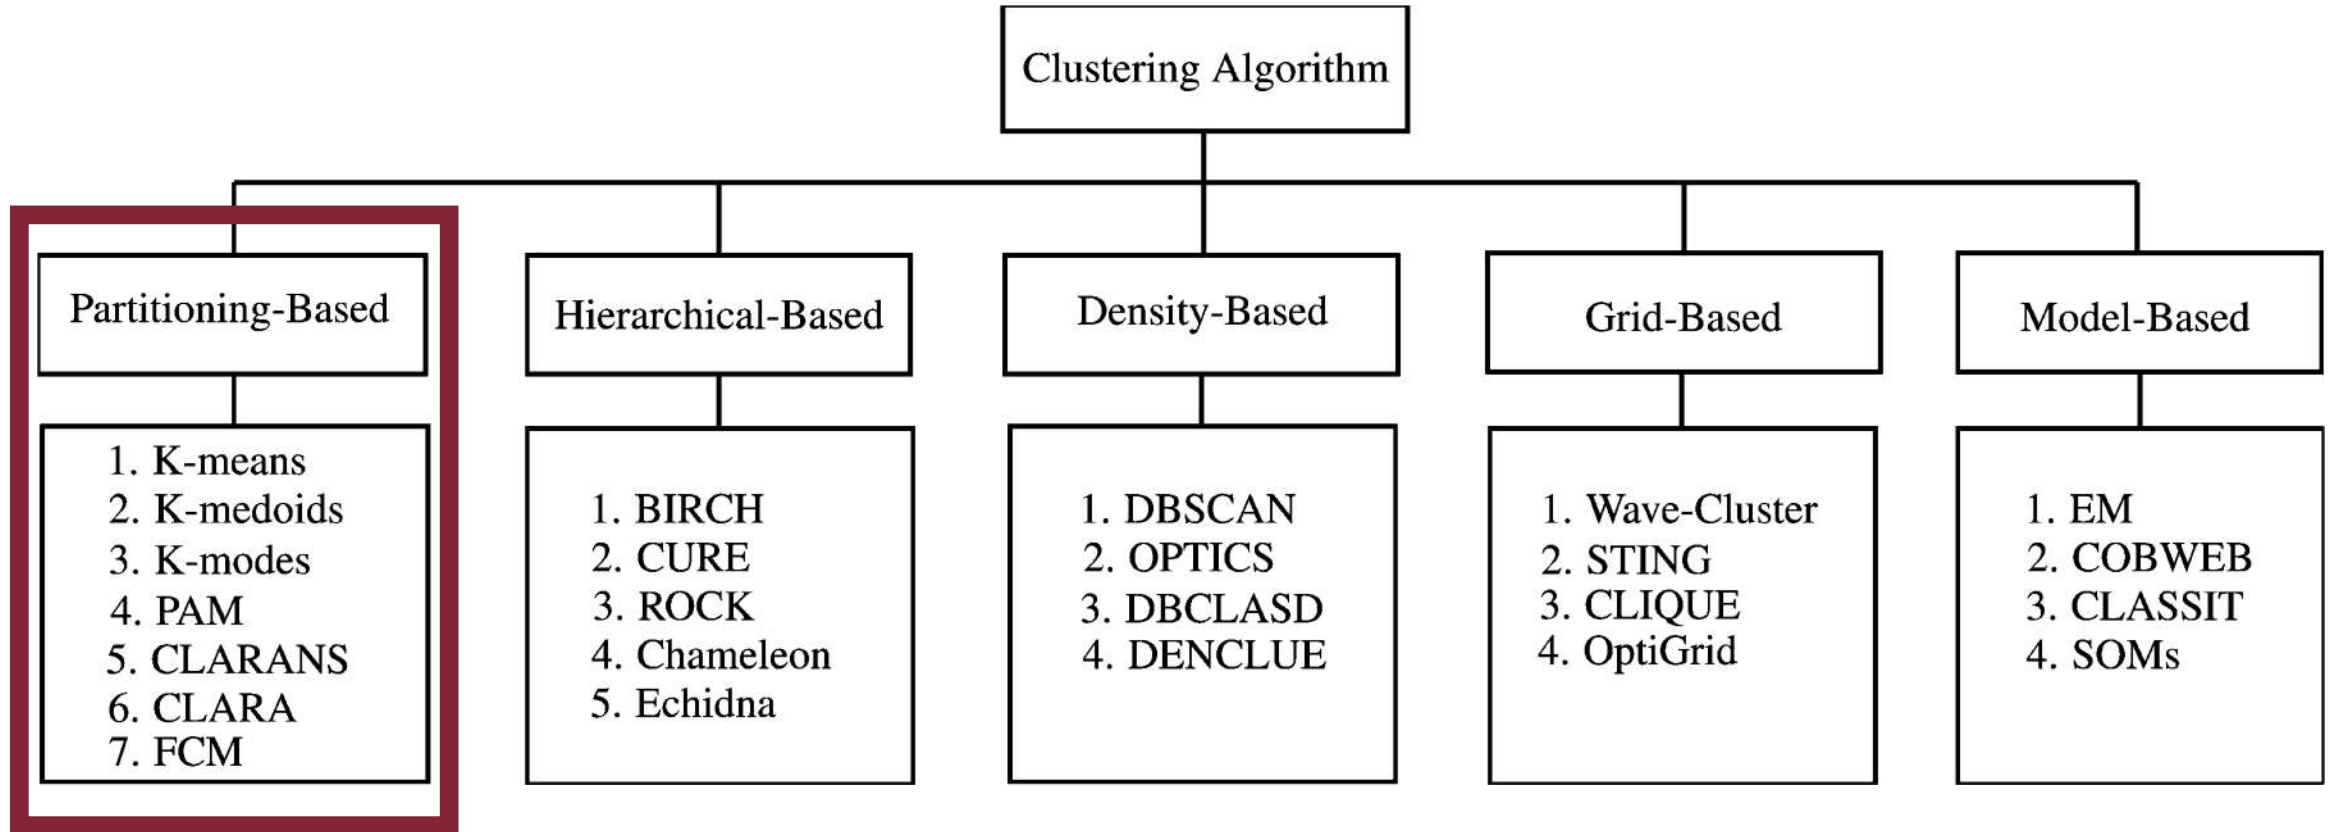 Clustering Algorithm
Partitioning-Based
Hierarchical-Based
Density-Based
Grid-Based
Model-Based
1. K-means
2. K-medoids
3. K-modes
4. PAM
5. CLARANS
6. CLARA
7. FCM
1. BIRCH
2. CURE
3. ROCK
4. Chameleon
5. Echidna
1. DBSCAN
2. OPTICS
3. DBCLASD
4. DENCLUE
1. Wave-Cluster
2. STING
3. CLIQUE
4. OptiGrid
1. EM
2. COBWEB
3. CLASSIT
4. SOMs